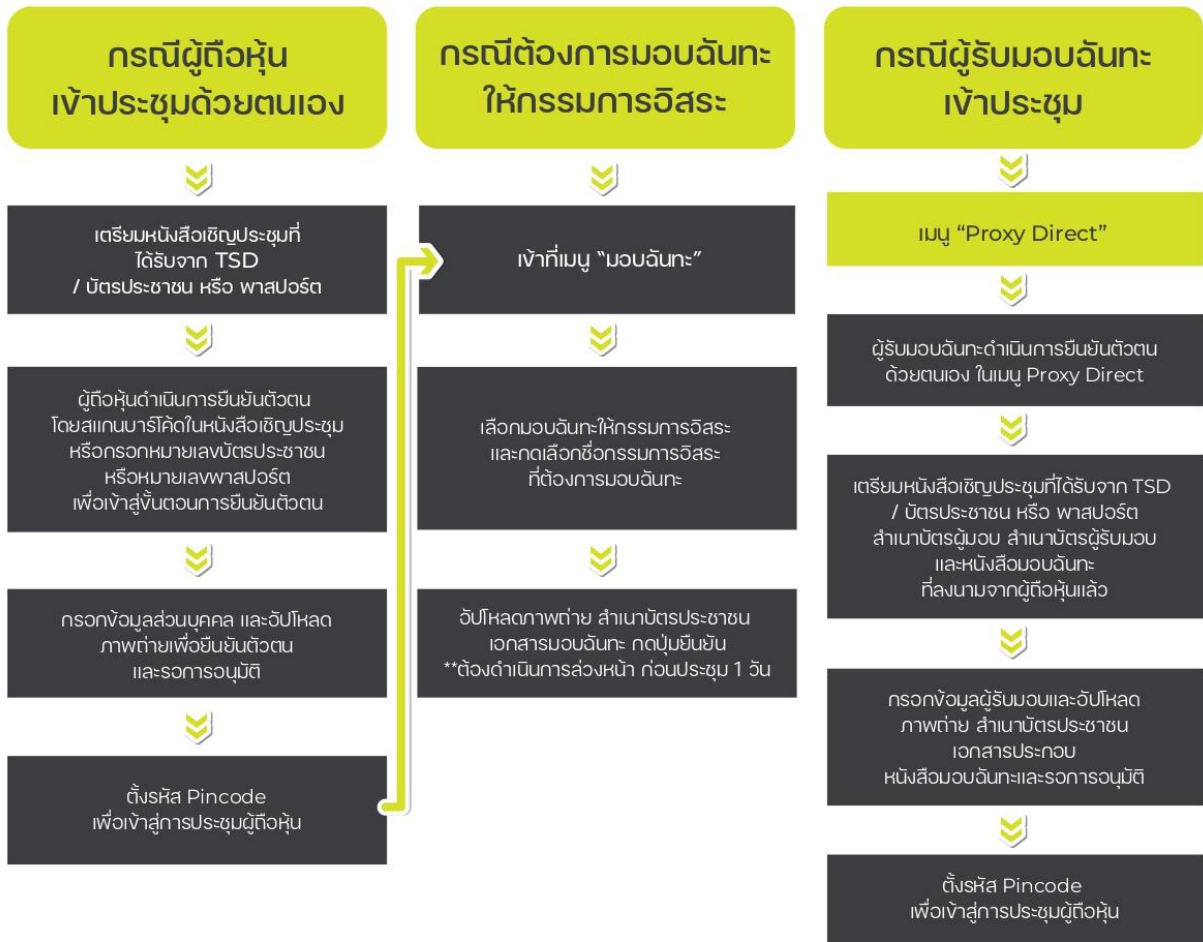 กรณีผู้ถือหุ้น
เข้าประชุมด้วยตนเอง
เตรียมหนังสือเชิญประชุมที่
ได้รับจาก TSD
/ บัตรประชาชน หรือ พาสปอร์ต
ผู้ถือหุ้นดำเนินการยืนยันตัวตน
โดยสแกนบาร์โค้ดในหนังสือเชิญประชุม
หรือกรอกหมายเลขบัตรประชาชน
หรือหมายเลขพาสปอร์ต
เพื่อเข้าสู่ขั้นตอนการยืนยันตัวตน
กรอกข้อมูลส่วนบุคคล และอัปโหลด
ภาพถ่ายเพื่อยืนยันตัวตน
และรอการอนุมัติ
ตั้งรหัส Pincode
เพื่อเข้าสู่การประชุมผู้ถือหุ้น
กรณีต้องการมอบฉันทะ
ให้กรรมการอิสระ
เข้าที่เมนู “มอบฉันทะ”
เลือกมอบฉันทะให้กรรมการอิสระ
และกดเลือกชื่อกรรมการอิสระ
ที่ต้องการมอบฉันทะ
อัปโหลดภาพถ่าย สำเนาบัตรประชาชน
เอกสารมอบฉันทะ กดปุ่มยืนยัน
**ต้องดำเนินการล่วงหน้า ก่อนประชุม 1 วัน
กรณีผู้รับมอบฉันทะ
เข้าประชุม
เมนู “Proxy Direct”
ผู้รับมอบฉันทะดำเนินการยืนยันตัวตน
ด้วยตนเอง ในเมนู Proxy Direct
เตรียมหนังสือเชิญประชุมที่ได้รับจาก TSD
/ บัตรประชาชน หรือ พาสปอร์ต
สำเนาบัตรผู้มอบ สำเนาบัตรผู้รับมอบ
และหนังสือมอบฉันทะ
ที่ลงนามจากผู้ถือหุ้นแล้ว
กรอกข้อมูลผู้รับมอบและอัปโหลด
ภาพถ่าย สำเนาบัตรประชาชน
เอกสารประกอบ
หนังสือมอบฉันทะและรอการอนุมัติ
ตั้งรหัส Pincode
เพื่อเข้าสู่การประชุมผู้ถือหุ้น